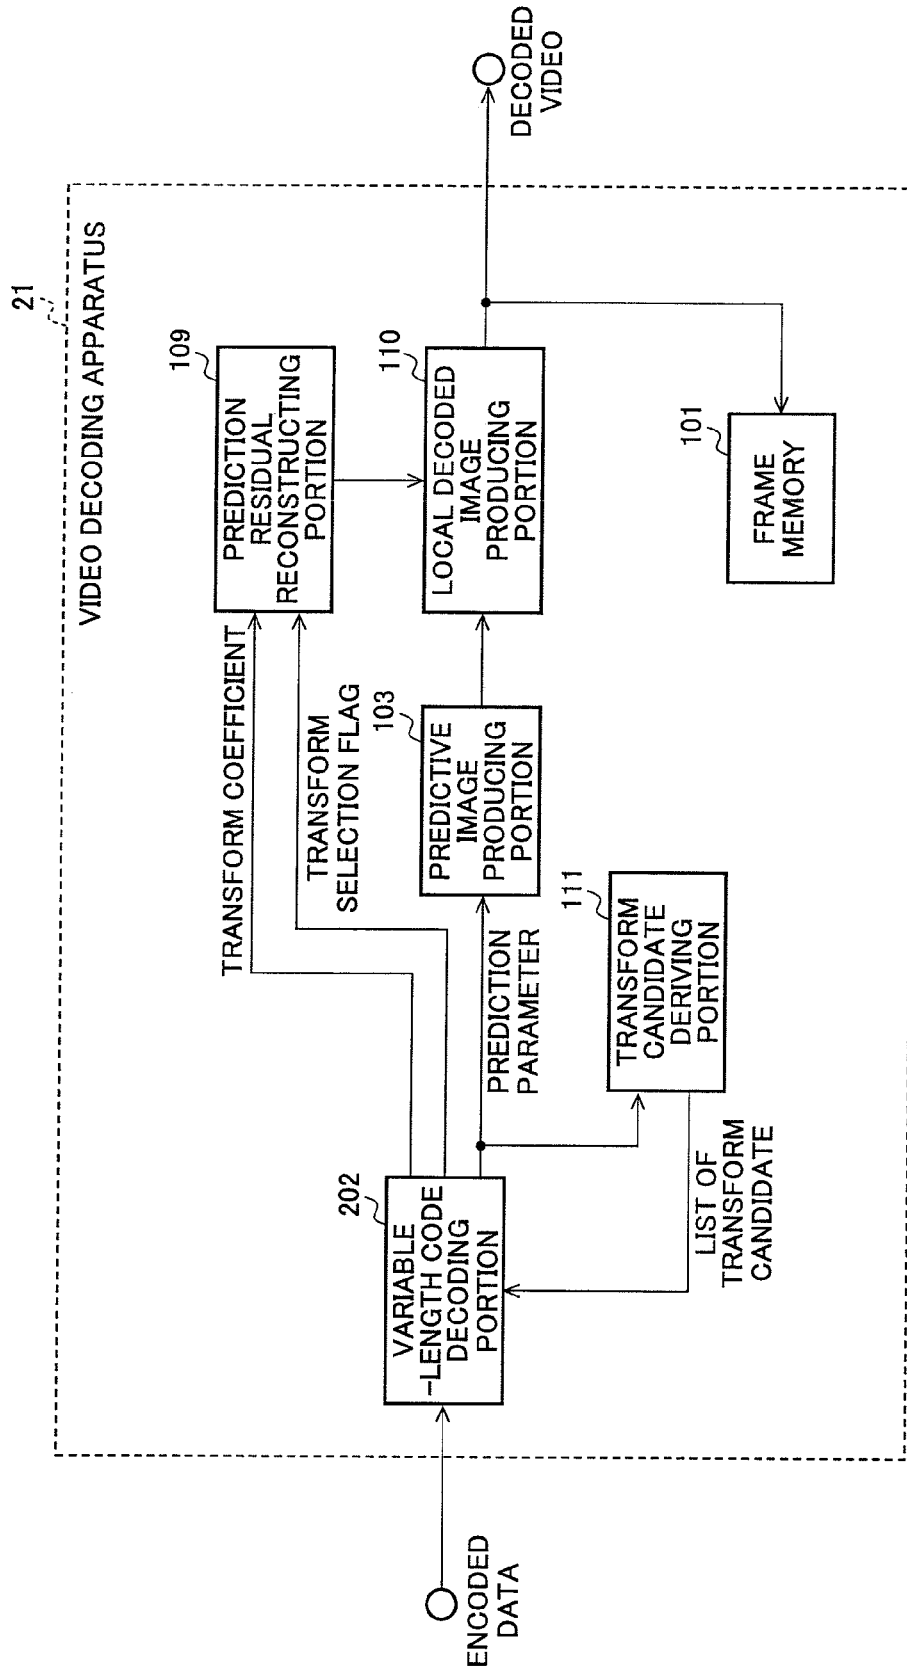 21
VIDEO DECODING APPARATUS
ENCODED
DATA
202
VARIABLE
-LENGTH CODE
DECODING
PORTION
TRANSFORM COEFFICIENT
TRANSFORM
SELECTION FLAG
PREDICTION
PARAMETER
LIST OF
TRANSFORM
CANDIDATE
111
TRANSFORM
CANDIDATE
DERIVING
PORTION
103
PREDICTIVE
IMAGE
PRODUCING
PORTION
109
PREDICTION
RESIDUAL
RECONSTRUCTING
PORTION
110
LOCAL DECODED
IMAGE
PRODUCING
PORTION
101
FRAME
MEMORY
DECODED
VIDEO